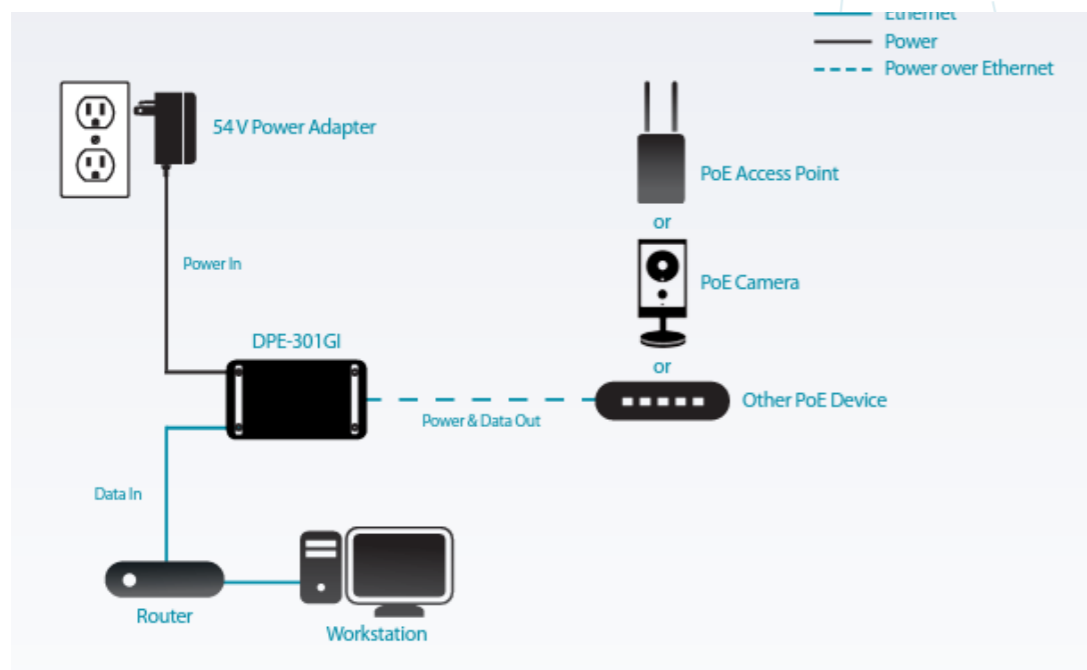 Ethernet
Power
Power over Ethernet
54 V Power Adapter
PoE Access Point
or
Power In
PoE Camera
DPE-301GI
or
Other PoE Device
Power & Data Out
Data In
Router
Workstation